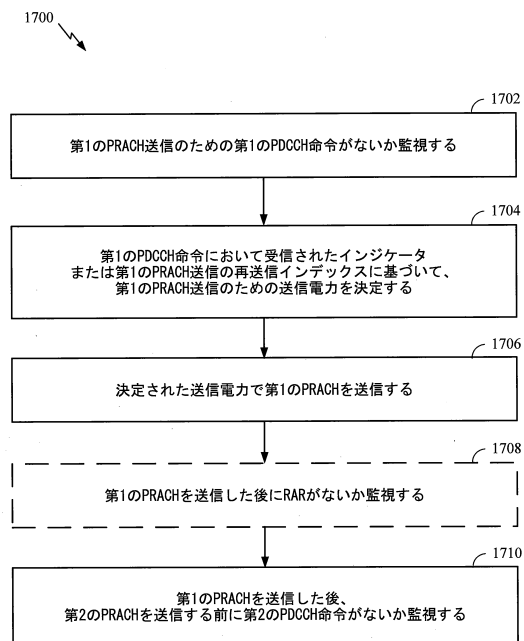 1700
1702
第1のPRACH送信のための第1のPDCCH命令がないか監視する
1704
第1のPDCCH命令において受信されたインジケータ
または第1のPRACH送信の再送信インデックスに基づいて、
第1のPRACH送信のための送信電力を決定する
1706
決定された送信電力で第1のPRACHを送信する
1708
第1のPRACHを送信した後にRARがないか監視する
1710
第1のPRACHを送信した後、
第2のPRACHを送信する前に第2のPDCCH命令がないか監視する